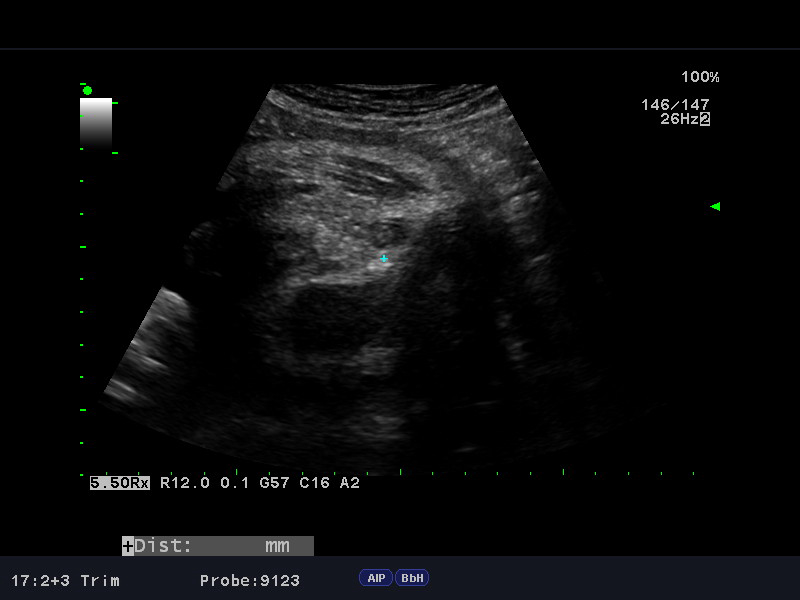 100%
146/147
26Hz2
5.50Rx R12.0 0.1 G57 C16 A2
+Dist: mm
17:2+3 Trim Probe:9123 AIP BbH